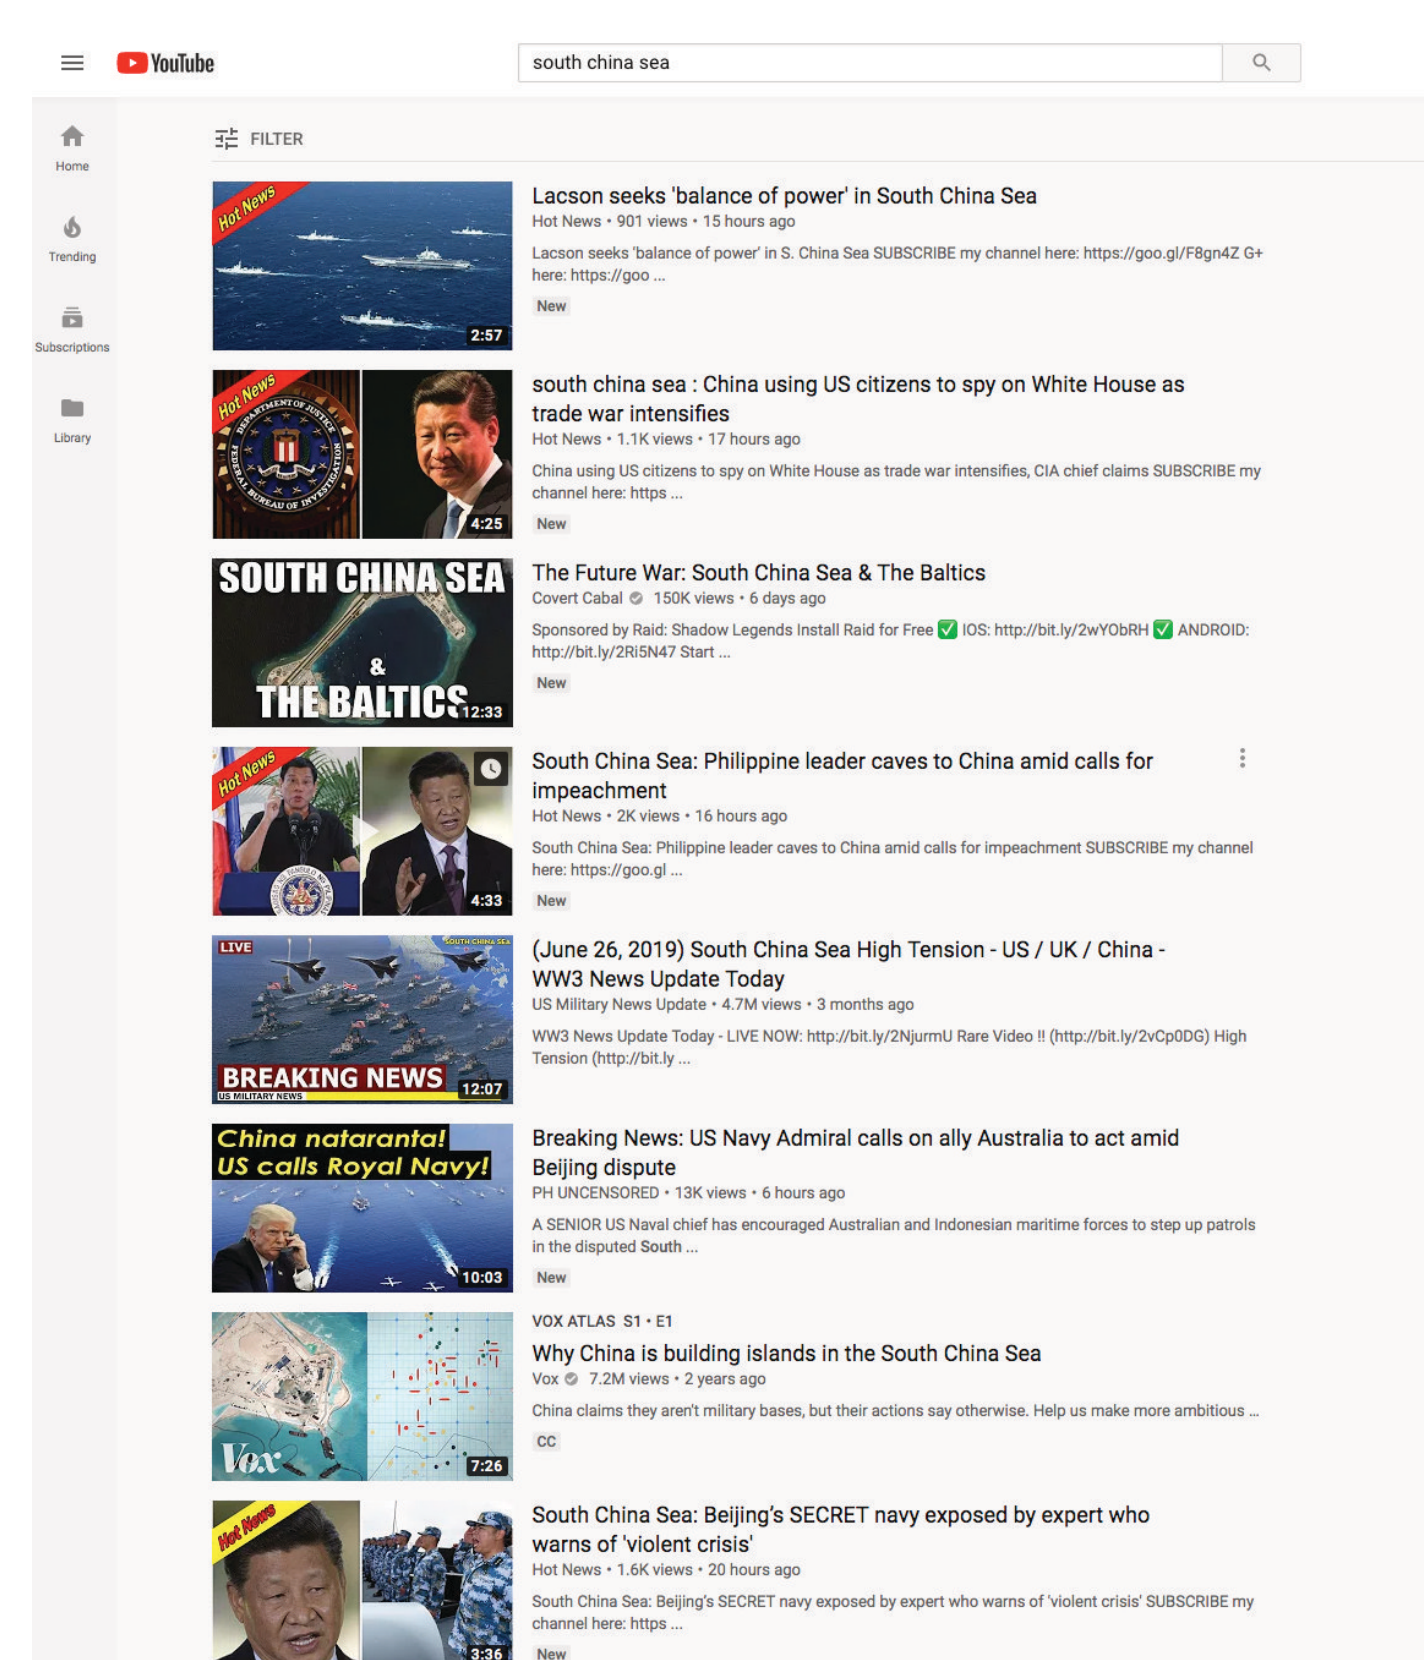 YouTube
south china sea
Home
Trending
Subscriptions
Library
FILTER
Hot News
2:57
Lacson seeks 'balance of power' in South China Sea
Hot News • 901 views • 15 hours ago
Lacson seeks 'balance of power' in S. China Sea SUBSCRIBE my channel here: https://goo.gl/F8gn4Z G+
here: https://goo ...
New
Hot News
DEPARTMENT OF JUSTICE
FEDERAL BUREAU OF INVESTIGATION
4:25
south china sea : China using US citizens to spy on White House as
trade war intensifies
Hot News • 1.1K views • 17 hours ago
China using US citizens to spy on White House as trade war intensifies, CIA chief claims SUBSCRIBE my
channel here: https ...
New
SOUTH CHINA SEA
&
THE BALTICS
12:33
The Future War: South China Sea & The Baltics
Covert Cabal 150K views • 6 days ago
Sponsored by Raid: Shadow Legends Install Raid for Free ✅ IOS: http://bit.ly/2wYObRH ✅ ANDROID:
http://bit.ly/2Ri5N47 Start ...
New
Hot News
4:33
South China Sea: Philippine leader caves to China amid calls for
impeachment
Hot News • 2K views • 16 hours ago
South China Sea: Philippine leader caves to China amid calls for impeachment SUBSCRIBE my channel
here: https://goo.gl ...
New
LIVE
SOUTH CHINA SEA
BREAKING NEWS
US MILITARY NEWS
12:07
(June 26, 2019) South China Sea High Tension - US / UK / China -
WW3 News Update Today
US Military News Update • 4.7M views • 3 months ago
WW3 News Update Today - LIVE NOW: http://bit.ly/2NjurmU Rare Video !! (http://bit.ly/2vCp0DG) High
Tension (http://bit.ly ...
China nataranta!
US calls Royal Navy!
10:03
Breaking News: US Navy Admiral calls on ally Australia to act amid
Beijing dispute
PH UNCENSORED • 13K views • 6 hours ago
A SENIOR US Naval chief has encouraged Australian and Indonesian maritime forces to step up patrols
in the disputed South ...
New
Vox
7:26
VOX ATLAS S1 • E1
Why China is building islands in the South China Sea
Vox 7.2M views • 2 years ago
China claims they aren't military bases, but their actions say otherwise. Help us make more ambitious ...
CC
Hot News
3:36
South China Sea: Beijing's SECRET navy exposed by expert who
warns of 'violent crisis'
Hot News • 1.6K views • 20 hours ago
South China Sea: Beijing's SECRET navy exposed by expert who warns of 'violent crisis' SUBSCRIBE my
channel here: https ...
New